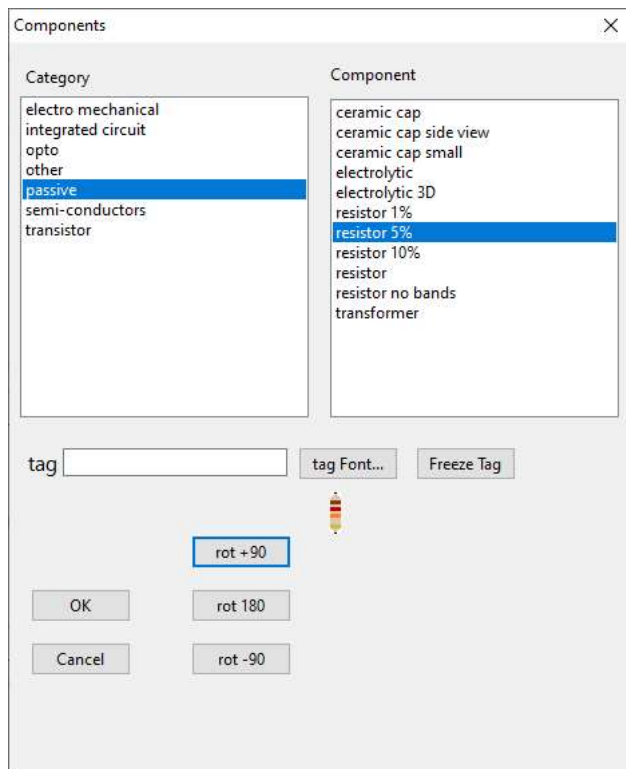 Components
Category
Component
electro mechanical
integrated circuit
opto
other
passive
semi-conductors
transistor
ceramic cap
ceramic cap side view
ceramic cap small
electrolytic
electrolytic 3D
resistor 1%
resistor 5%
resistor 10%
resistor
resistor no bands
transformer
tag
tag Font...
Freeze Tag
rot +90
OK
rot 180
Cancel
rot -90